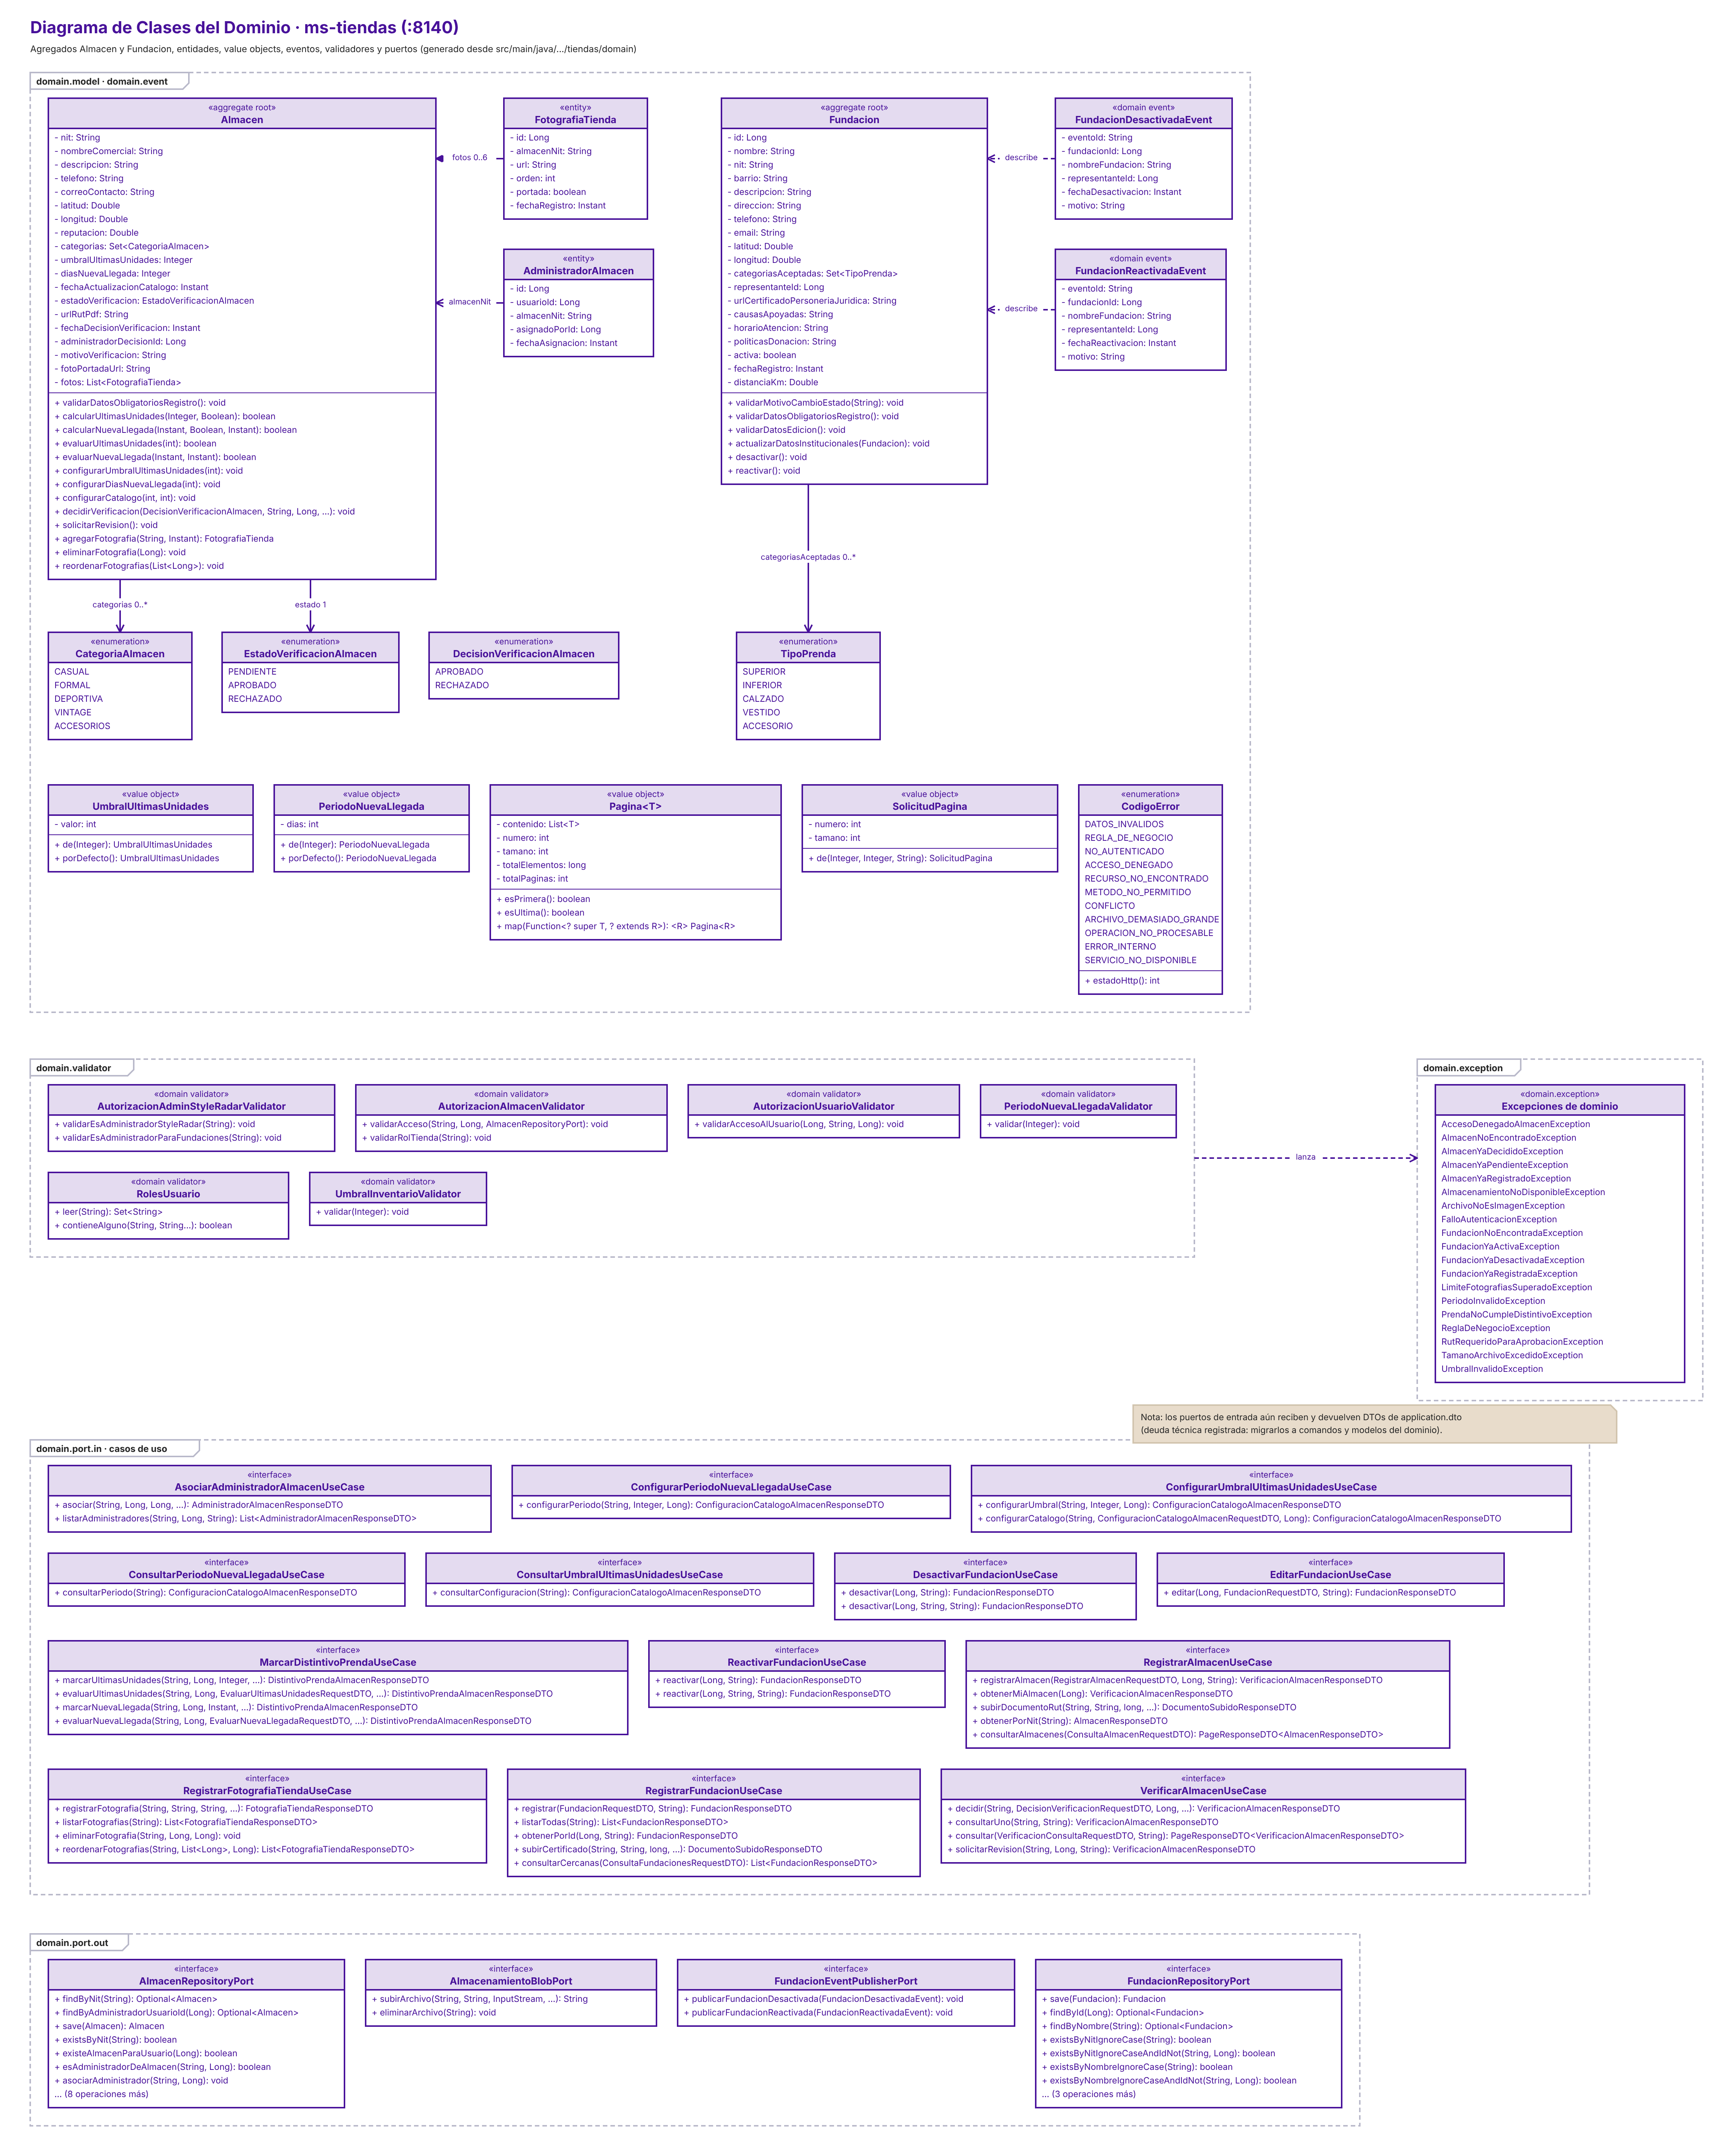 Diagrama de Clases del Dominio · ms-tiendas (:8140)
Agregados Almacen y Fundacion, entidades, value objects, eventos, validadores y puertos (generado desde src/main/java/.../tiendas/domain)
domain.model · domain.event
«aggregate root»
Almacen
- nit: String
- nombreComercial: String
- descripcion: String
- telefono: String
- correoContacto: String
- latitud: Double
- longitud: Double
- reputacion: Double
- categorias: Set<CategoriaAlmacen>
- umbralUltimasUnidades: Integer
- diasNuevaLlegada: Integer
- fechaActualizacionCatalogo: Instant
- estadoVerificacion: EstadoVerificacionAlmacen
- urlRutPdf: String
- fechaDecisionVerificacion: Instant
- administradorDecisionId: Long
- motivoVerificacion: String
- fotoPortadaUrl: String
- fotos: List<FotografiaTienda>
+ validarDatosObligatoriosRegistro(): void
+ calcularUltimasUnidades(Integer, Boolean): boolean
+ calcularNuevaLlegada(Instant, Boolean, Instant): boolean
+ evaluarUltimasUnidades(int): boolean
+ evaluarNuevaLlegada(Instant, Instant): boolean
+ configurarUmbralUltimasUnidades(int): void
+ configurarDiasNuevaLlegada(int): void
+ configurarCatalogo(int, int): void
+ decidirVerificacion(DecisionVerificacionAlmacen, String, Long, ...): void
+ solicitarRevision(): void
+ agregarFotografia(String, Instant): FotografiaTienda
+ eliminarFotografia(Long): void
+ reordenarFotografias(List<Long>): void
fotos 0..6
«entity»
FotografiaTienda
- id: Long
- almacenNit: String
- url: String
- orden: int
- portada: boolean
- fechaRegistro: Instant
almacenNit
«entity»
AdministradorAlmacen
- id: Long
- usuarioId: Long
- almacenNit: String
- asignadoPorId: Long
- fechaAsignacion: Instant
«aggregate root»
Fundacion
- id: Long
- nombre: String
- nit: String
- barrio: String
- descripcion: String
- direccion: String
- telefono: String
- email: String
- latitud: Double
- longitud: Double
- categoriasAceptadas: Set<TipoPrenda>
- representanteId: Long
- urlCertificadoPersoneriaJuridica: String
- causasApoyadas: String
- horarioAtencion: String
- politicasDonacion: String
- activa: boolean
- fechaRegistro: Instant
- distanciaKm: Double
+ validarMotivoCambioEstado(String): void
+ validarDatosObligatoriosRegistro(): void
+ validarDatosEdicion(): void
+ actualizarDatosInstitucionales(Fundacion): void
+ desactivar(): void
+ reactivar(): void
describe
«domain event»
FundacionDesactivadaEvent
- eventoId: String
- fundacionId: Long
- nombreFundacion: String
- representanteId: Long
- fechaDesactivacion: Instant
- motivo: String
describe
«domain event»
FundacionReactivadaEvent
- eventoId: String
- fundacionId: Long
- nombreFundacion: String
- representanteId: Long
- fechaReactivacion: Instant
- motivo: String
categorias 0..*
estado 1
categoriasAceptadas 0..*
«enumeration»
CategoriaAlmacen
CASUAL
FORMAL
DEPORTIVA
VINTAGE
ACCESORIOS
«enumeration»
EstadoVerificacionAlmacen
PENDIENTE
APROBADO
RECHAZADO
«enumeration»
DecisionVerificacionAlmacen
APROBADO
RECHAZADO
«enumeration»
TipoPrenda
SUPERIOR
INFERIOR
CALZADO
VESTIDO
ACCESORIO
«value object»
UmbralUltimasUnidades
- valor: int
+ de(Integer): UmbralUltimasUnidades
+ porDefecto(): UmbralUltimasUnidades
«value object»
PeriodoNuevaLlegada
- dias: int
+ de(Integer): PeriodoNuevaLlegada
+ porDefecto(): PeriodoNuevaLlegada
«value object»
Pagina<T>
- contenido: List<T>
- numero: int
- tamano: int
- totalElementos: long
- totalPaginas: int
+ esPrimera(): boolean
+ esUltima(): boolean
+ map(Function<? super T, ? extends R>): <R> Pagina<R>
«value object»
SolicitudPagina
- numero: int
- tamano: int
+ de(Integer, Integer, String): SolicitudPagina
«enumeration»
CodigoError
DATOS_INVALIDOS
REGLA_DE_NEGOCIO
NO_AUTENTICADO
ACCESO_DENEGADO
RECURSO_NO_ENCONTRADO
METODO_NO_PERMITIDO
CONFLICTO
ARCHIVO_DEMASIADO_GRANDE
OPERACION_NO_PROCESABLE
ERROR_INTERNO
SERVICIO_NO_DISPONIBLE
+ estadoHttp(): int
domain.validator
«domain validator»
AutorizacionAdminStyleRadarValidator
+ validarEsAdministradorStyleRadar(String): void
+ validarEsAdministradorParaFundaciones(String): void
«domain validator»
AutorizacionAlmacenValidator
+ validarAcceso(String, Long, AlmacenRepositoryPort): void
+ validarRolTienda(String): void
«domain validator»
AutorizacionUsuarioValidator
+ validarAccesoAlUsuario(Long, String, Long): void
«domain validator»
PeriodoNuevaLlegadaValidator
+ validar(Integer): void
«domain validator»
RolesUsuario
+ leer(String): Set<String>
+ contieneAlguno(String, String...): boolean
«domain validator»
UmbralInventarioValidator
+ validar(Integer): void
lanza
domain.exception
«domain.exception»
Excepciones de dominio
AccesoDenegadoAlmacenException
AlmacenNoEncontradoException
AlmacenYaDecididoException
AlmacenYaPendienteException
AlmacenYaRegistradoException
AlmacenamientoNoDisponibleException
ArchivoNoEsImagenException
FalloAutenticacionException
FundacionNoEncontradaException
FundacionYaActivaException
FundacionYaDesactivadaException
FundacionYaRegistradaException
LimiteFotografiasSuperadoException
PeriodoInvalidoException
PrendaNoCumpleDistintivoException
ReglaDeNegocioException
RutRequeridoParaAprobacionException
TamanoArchivoExcedidoException
UmbralInvalidoException
Nota: los puertos de entrada aún reciben y devuelven DTOs de application.dto
(deuda técnica registrada: migrarlos a comandos y modelos del dominio).
domain.port.in · casos de uso
«interface»
AsociarAdministradorAlmacenUseCase
+ asociar(String, Long, Long, ...): AdministradorAlmacenResponseDTO
+ listarAdministradores(String, Long, String): List<AdministradorAlmacenResponseDTO>
«interface»
ConfigurarPeriodoNuevaLlegadaUseCase
+ configurarPeriodo(String, Integer, Long): ConfiguracionCatalogoAlmacenResponseDTO
«interface»
ConfigurarUmbralUltimasUnidadesUseCase
+ configurarUmbral(String, Integer, Long): ConfiguracionCatalogoAlmacenResponseDTO
+ configurarCatalogo(String, ConfiguracionCatalogoAlmacenRequestDTO, Long): ConfiguracionCatalogoAlmacenResponseDTO
«interface»
ConsultarPeriodoNuevaLlegadaUseCase
+ consultarPeriodo(String): ConfiguracionCatalogoAlmacenResponseDTO
«interface»
ConsultarUmbralUltimasUnidadesUseCase
+ consultarConfiguracion(String): ConfiguracionCatalogoAlmacenResponseDTO
«interface»
DesactivarFundacionUseCase
+ desactivar(Long, String): FundacionResponseDTO
+ desactivar(Long, String, String): FundacionResponseDTO
«interface»
EditarFundacionUseCase
+ editar(Long, FundacionRequestDTO, String): FundacionResponseDTO
«interface»
MarcarDistintivoPrendaUseCase
+ marcarUltimasUnidades(String, Long, Integer, ...): DistintivoPrendaAlmacenResponseDTO
+ evaluarUltimasUnidades(String, Long, EvaluarUltimasUnidadesRequestDTO, ...): DistintivoPrendaAlmacenResponseDTO
+ marcarNuevaLlegada(String, Long, Instant, ...): DistintivoPrendaAlmacenResponseDTO
+ evaluarNuevaLlegada(String, Long, EvaluarNuevaLlegadaRequestDTO, ...): DistintivoPrendaAlmacenResponseDTO
«interface»
ReactivarFundacionUseCase
+ reactivar(Long, String): FundacionResponseDTO
+ reactivar(Long, String, String): FundacionResponseDTO
«interface»
RegistrarAlmacenUseCase
+ registrarAlmacen(RegistrarAlmacenRequestDTO, Long, String): VerificacionAlmacenResponseDTO
+ obtenerMiAlmacen(Long): VerificacionAlmacenResponseDTO
+ subirDocumentoRut(String, String, long, ...): DocumentoSubidoResponseDTO
+ obtenerPorNit(String): AlmacenResponseDTO
+ consultarAlmacenes(ConsultaAlmacenRequestDTO): PageResponseDTO<AlmacenResponseDTO>
«interface»
RegistrarFotografiaTiendaUseCase
+ registrarFotografia(String, String, String, ...): FotografiaTiendaResponseDTO
+ listarFotografias(String): List<FotografiaTiendaResponseDTO>
+ eliminarFotografia(String, Long, Long): void
+ reordenarFotografias(String, List<Long>, Long): List<FotografiaTiendaResponseDTO>
«interface»
RegistrarFundacionUseCase
+ registrar(FundacionRequestDTO, String): FundacionResponseDTO
+ listarTodas(String): List<FundacionResponseDTO>
+ obtenerPorId(Long, String): FundacionResponseDTO
+ subirCertificado(String, String, long, ...): DocumentoSubidoResponseDTO
+ consultarCercanas(ConsultaFundacionesRequestDTO): List<FundacionResponseDTO>
«interface»
VerificarAlmacenUseCase
+ decidir(String, DecisionVerificacionRequestDTO, Long, ...): VerificacionAlmacenResponseDTO
+ consultarUno(String, String): VerificacionAlmacenResponseDTO
+ consultar(VerificacionConsultaRequestDTO, String): PageResponseDTO<VerificacionAlmacenResponseDTO>
+ solicitarRevision(String, Long, String): VerificacionAlmacenResponseDTO
domain.port.out
«interface»
AlmacenRepositoryPort
+ findByNit(String): Optional<Almacen>
+ findByAdministradorUsuarioId(Long): Optional<Almacen>
+ save(Almacen): Almacen
+ existsByNit(String): boolean
+ existeAlmacenParaUsuario(Long): boolean
+ esAdministradorDeAlmacen(String, Long): boolean
+ asociarAdministrador(String, Long): void
... (8 operaciones más)
«interface»
AlmacenamientoBlobPort
+ subirArchivo(String, String, InputStream, ...): String
+ eliminarArchivo(String): void
«interface»
FundacionEventPublisherPort
+ publicarFundacionDesactivada(FundacionDesactivadaEvent): void
+ publicarFundacionReactivada(FundacionReactivadaEvent): void
«interface»
FundacionRepositoryPort
+ save(Fundacion): Fundacion
+ findById(Long): Optional<Fundacion>
+ findByNombre(String): Optional<Fundacion>
+ existsByNitIgnoreCase(String): boolean
+ existsByNitIgnoreCaseAndIdNot(String, Long): boolean
+ existsByNombreIgnoreCase(String): boolean
+ existsByNombreIgnoreCaseAndIdNot(String, Long): boolean
... (3 operaciones más)